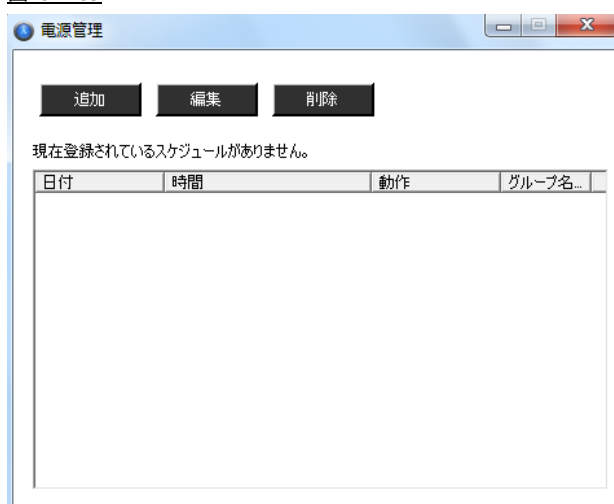 電源管理
追加 編集 削除
現在登録されているスケジュールがありません。
日付 時間 動作 グループ名...